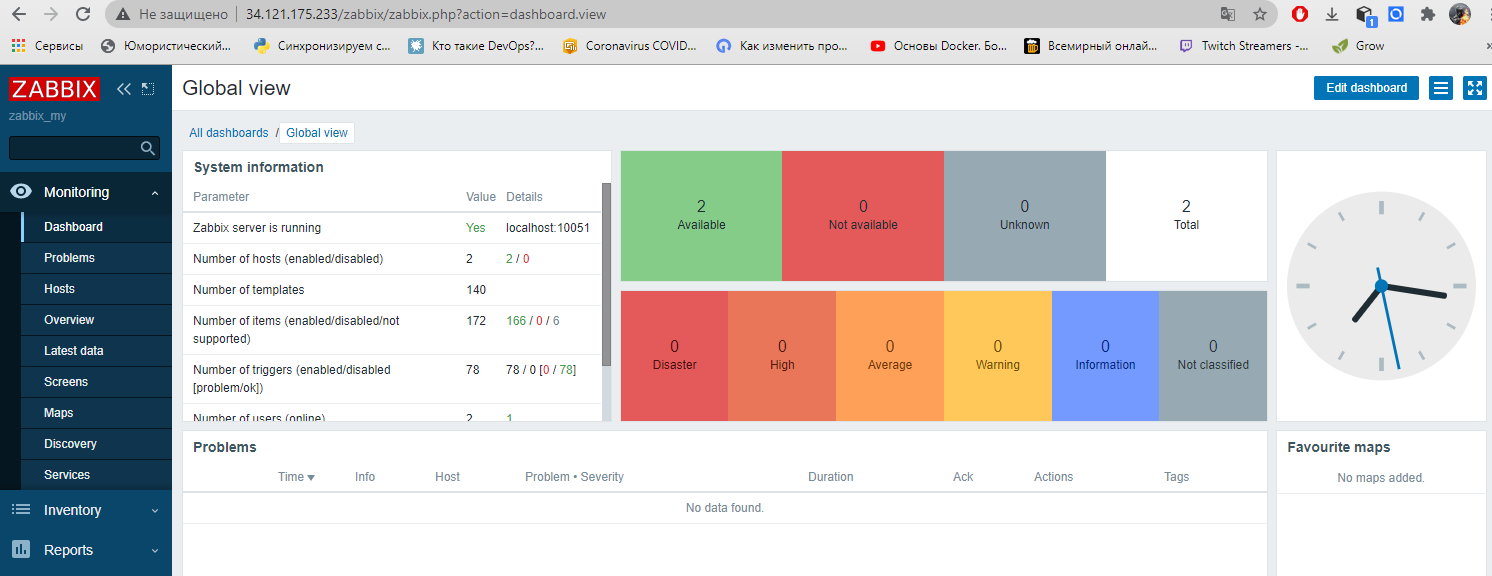 Не защищено 34.121.175.233/zabbix/zabbix.php?action=dashboard.view
Сервисы Юмористический... Синхронизируем с... Кто такие DevOps?... Coronavirus COVID... Как изменить про... Основы Docker. Бо... Всемирный онлай... Twitch Streamers -... Grow »
1
ZABBIX
zabbix_my
Monitoring
Dashboard
Problems
Hosts
Overview
Latest data
Screens
Maps
Discovery
Services
Inventory
Reports
Global view
Edit dashboard
All dashboards / Global view
System information
Parameter Value Details
Zabbix server is running Yes localhost:10051
Number of hosts (enabled/disabled) 2 2 / 0
Number of templates 140
Number of items (enabled/disabled/not 172 166 / 0 / 6
supported)
Number of triggers (enabled/disabled 78 78 / 0 [0 / 78]
[problem/ok])
Number of users (online) 2 1
2 0 0 2
Available Not available Unknown Total
0 0 0 0 0 0
Disaster High Average Warning Information Not classified
Problems
Time Info Host Problem • Severity Duration Ack Actions Tags
No data found.
Favourite maps
No maps added.